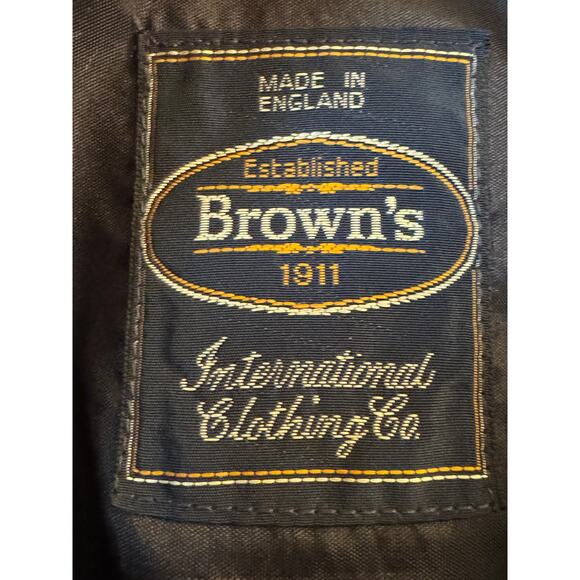 MADE IN
ENGLAND
Established
Brown's
1911
International
Clothing Co.